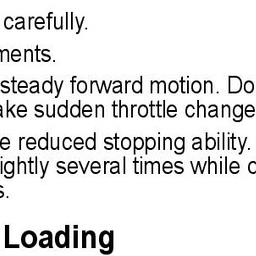 carefully.
ments.
steady forward motion. Do
ake sudden throttle change
e reduced stopping ability.
ightly several times while
s.
Loading